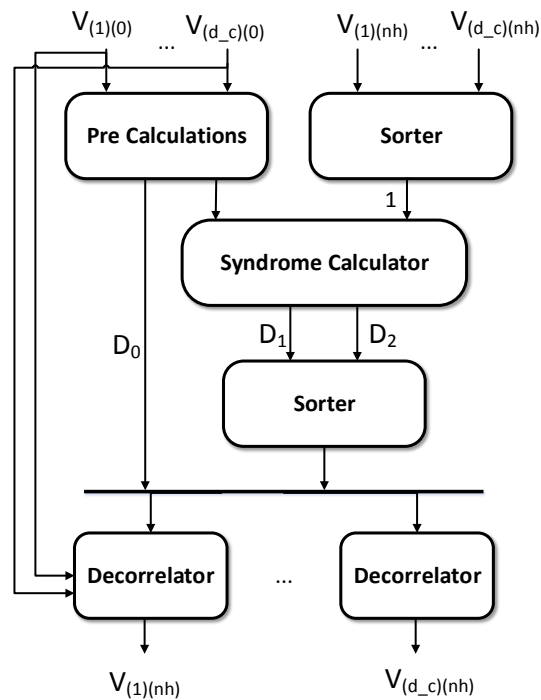 V(1)(0) ... V(d_c)(0) V(1)(nh) ... V(d_c)(nh)
Pre Calculations Sorter
1
Syndrome Calculator
D0 D1 D2
Sorter
Decorrelator ... Decorrelator
V(1)(nh) V(d_c)(nh)